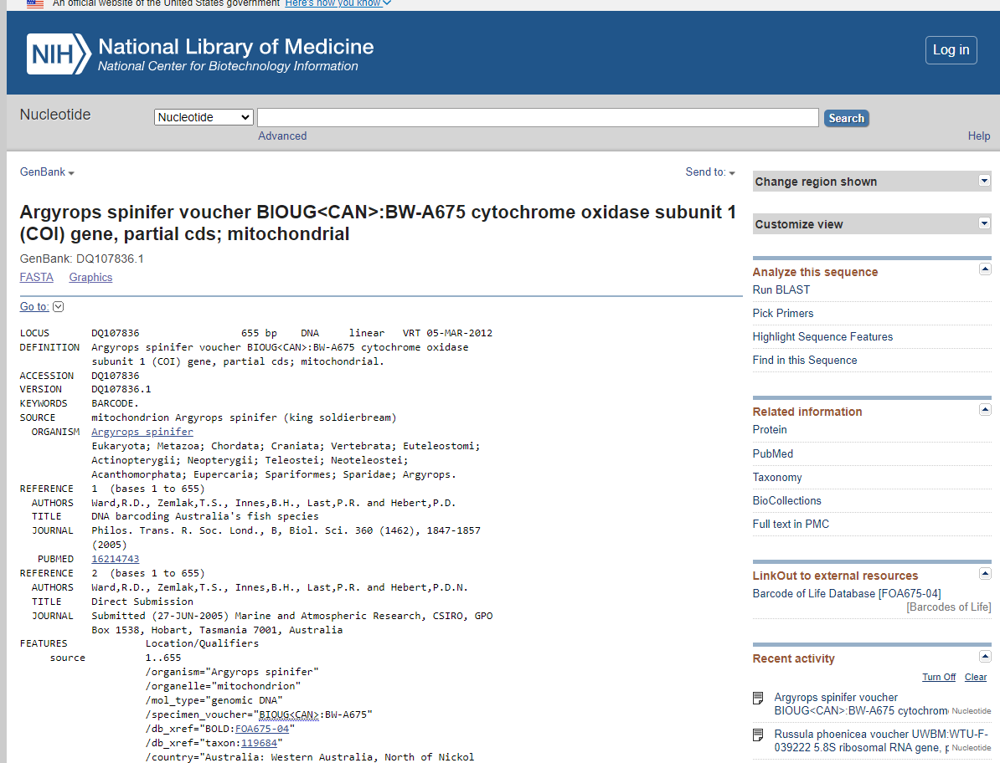 An official website of the United States government Here's how you know
NIH National Library of Medicine
National Center for Biotechnology Information
Log in
Nucleotide
Nucleotide
Search
Advanced
Help
GenBank
Send to:
Argyrops spinifer voucher BIOUG<CAN>:BW-A675 cytochrome oxidase subunit 1
(COI) gene, partial cds; mitochondrial
GenBank: DQ107836.1
FASTA Graphics
Go to:
LOCUS DQ107836 655 bp DNA linear VRT 05-MAR-2012
DEFINITION Argyrops spinifer voucher BIOUG<CAN>:BW-A675 cytochrome oxidase
subunit 1 (COI) gene, partial cds; mitochondrial.
ACCESSION DQ107836
VERSION DQ107836.1
KEYWORDS BARCODE.
SOURCE mitochondrion Argyrops spinifer (king soldierbream)
ORGANISM Argyrops spinifer
Eukaryota; Metazoa; Chordata; Craniata; Vertebrata; Euteleostomi;
Actinopterygii; Neopterygii; Teleostei; Neoteleostei;
Acanthomorphata; Eupercaria; Spariformes; Sparidae; Argyrops.
REFERENCE 1 (bases 1 to 655)
AUTHORS Ward,R.D., Zemlak,T.S., Innes,B.H., Last,P.R. and Hebert,P.D.
TITLE DNA barcoding Australia's fish species
JOURNAL Philos. Trans. R. Soc. Lond., B, Biol. Sci. 360 (1462), 1847-1857
(2005)
PUBMED 16214743
REFERENCE 2 (bases 1 to 655)
AUTHORS Ward,R.D., Zemlak,T.S., Innes,B.H., Last,P.R. and Hebert,P.D.N.
TITLE Direct Submission
JOURNAL Submitted (27-JUN-2005) Marine and Atmospheric Research, CSIRO, GPO
Box 1538, Hobart, Tasmania 7001, Australia
FEATURES Location/Qualifiers
source 1..655
/organism="Argyrops spinifer"
/organelle="mitochondrion"
/mol_type="genomic DNA"
/specimen_voucher="BIOUG<CAN>:BW-A675"
/db_xref="BOLD:FOA675-04"
/db_xref="taxon:119684"
/country="Australia: Western Australia, North of Nickol
Change region shown
Customize view
Analyze this sequence
Run BLAST
Pick Primers
Highlight Sequence Features
Find in this Sequence
Related information
Protein
PubMed
Taxonomy
BioCollections
Full text in PMC
LinkOut to external resources
Barcode of Life Database [FOA675-04]
[Barcodes of Life]
Recent activity
Turn Off Clear
Argyrops spinifer voucher
BIOUG<CAN>:BW-A675 cytochrom Nucleotide
Russula phoenicea voucher UWBM:WTU-F-
039222 5.8S ribosomal RNA gene, p Nucleotide